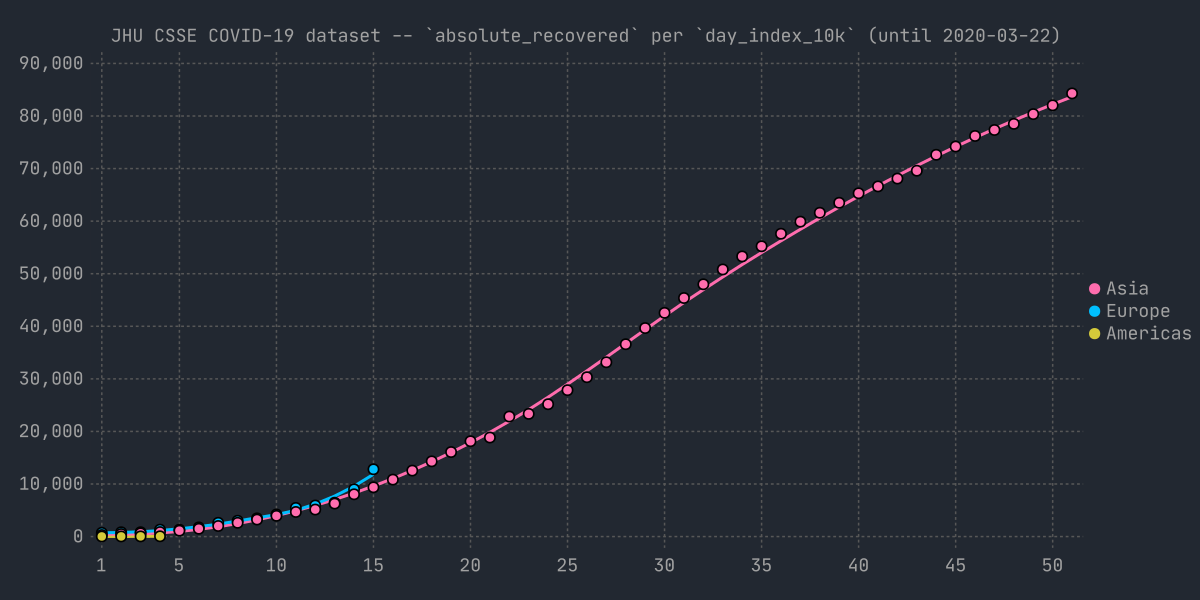 JHU CSSE COVID-19 dataset -- `absolute_recovered` per `day_index_10k` (until 2020-03-22)
90,000
80,000
70,000
60,000
50,000
40,000
30,000
20,000
10,000
0
1 5 10 15 20 25 30 35 40 45 50
Asia
Europe
Americas